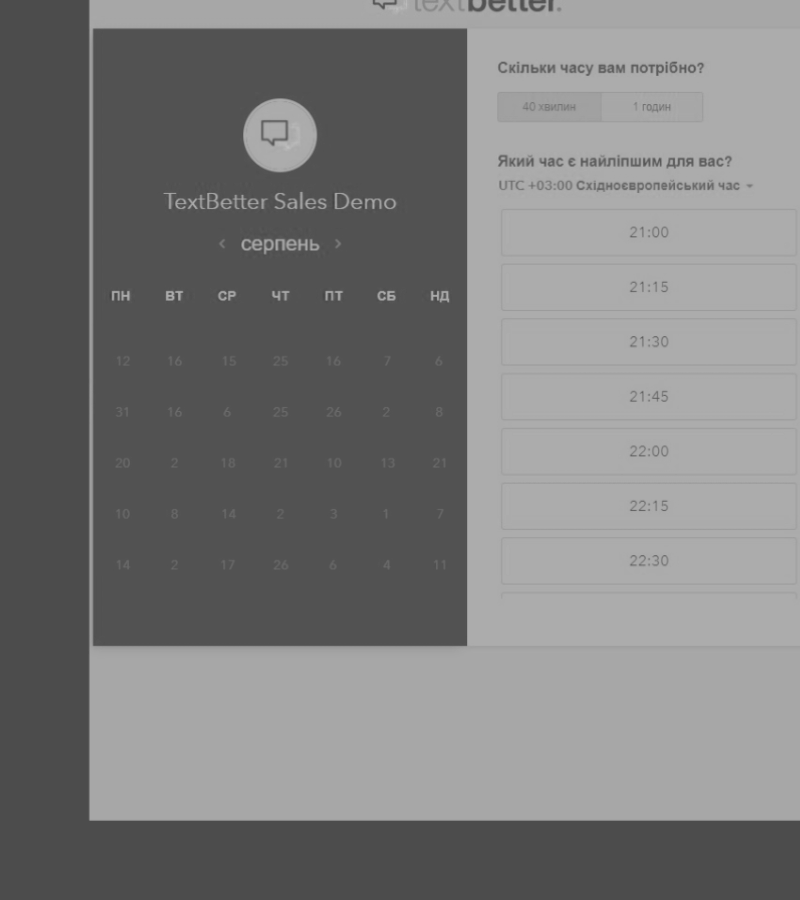 textbetter.
TextBetter Sales Demo
‹ серпень ›
ПН ВТ СР ЧТ ПТ СБ НД
12 16 15 25 16 7 6
31 16 6 25 26 2 8
20 2 18 21 10 13 21
10 8 14 2 3 1 7
14 2 17 26 6 4 11
Скільки часу вам потрібно?
40 хвилин 1 годин
Який час є найліпшим для вас?
UTC +03:00 Східноєвропейський час
21:00
21:15
21:30
21:45
22:00
22:15
22:30